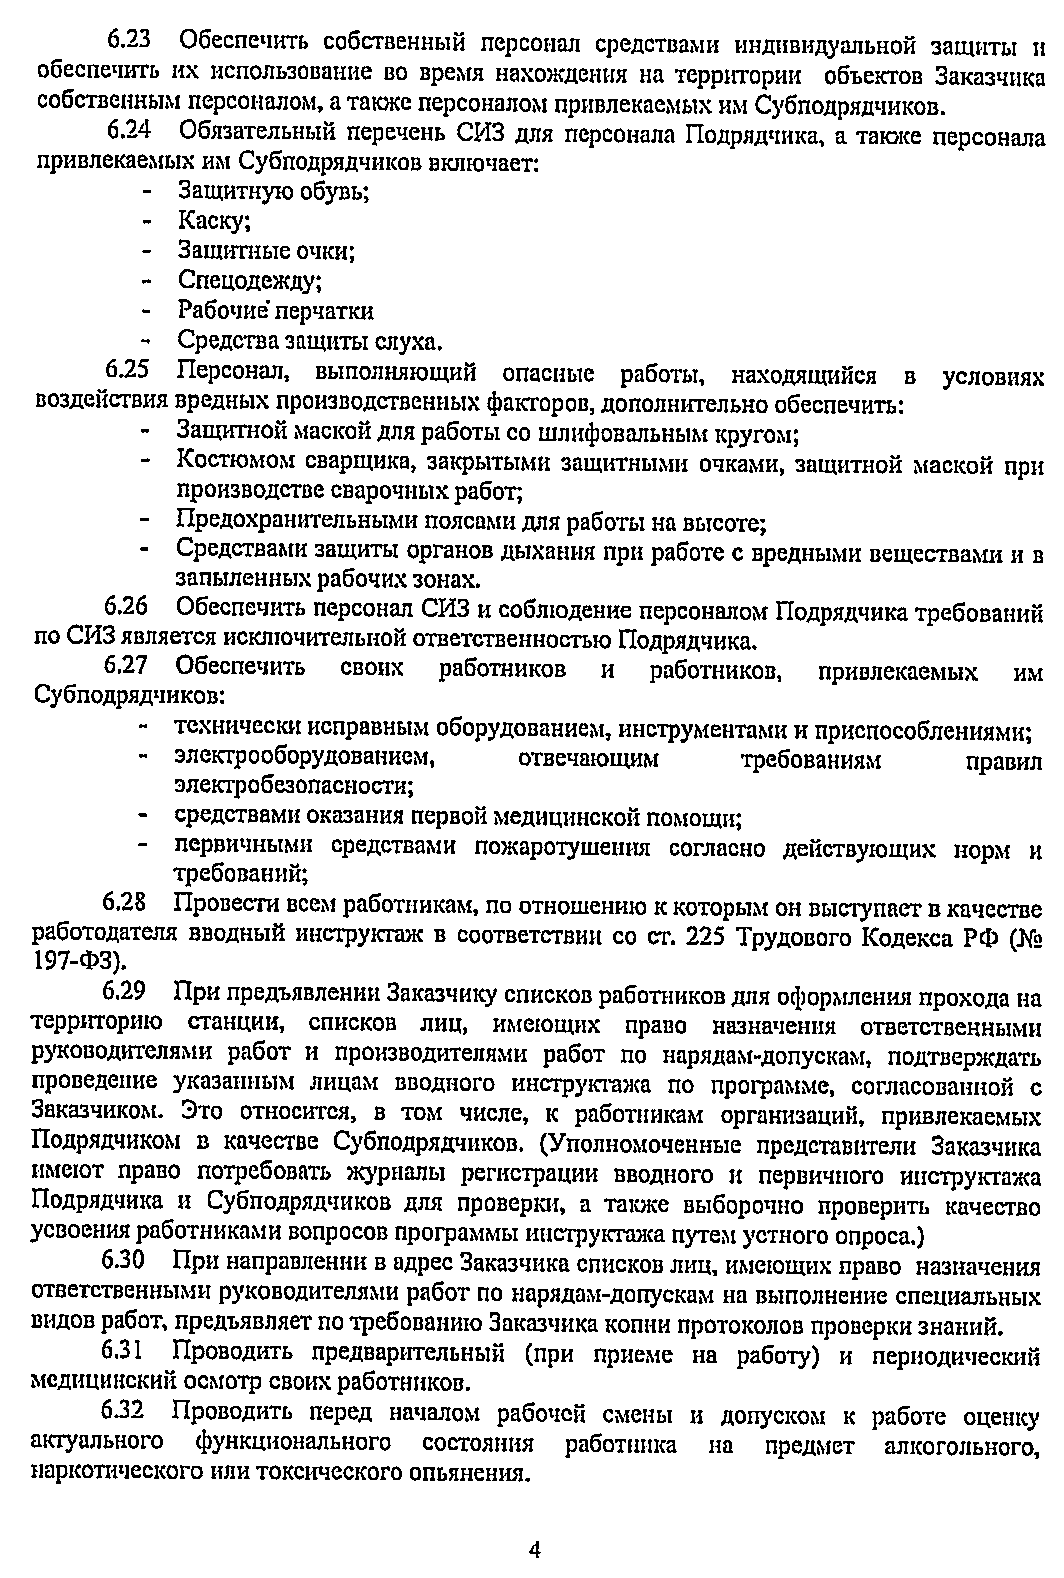 6.23 Обеспечить собственный персонал средствами индивидуальной защиты и
обеспечить их использование во время нахождения на территории объектов Заказчика
собственным персоналом, а также персоналом привлекаемых им Субподрядчиков.
6.24 Обязательный перечень СИЗ для персонала Подрядчика, а также персонала
привлекаемых им Субподрядчиков включает:
- Защитную обувь;
- Каску;
- Защитные очки;
- Спецодежду;
- Рабочие перчатки
- Средства защиты слуха.
6.25 Персонал, выполняющий опасные работы, находящийся в условиях
воздействия вредных производственных факторов, дополнительно обеспечить:
- Защитной маской для работы со шлифовальным кругом;
- Костюмом сварщика, закрытыми защитными очками, защитной маской при
производстве сварочных работ;
- Предохранительными поясами для работы на высоте;
- Средствами защиты органов дыхания при работе с вредными веществами и в
запыленных рабочих зонах.
6.26 Обеспечить персонал СИЗ и соблюдение персоналом Подрядчика требований
по СИЗ является исключительной ответственностью Подрядчика.
6.27 Обеспечить своих работников и работников, привлекаемых им
Субподрядчиков:
- технически исправным оборудованием, инструментами и приспособлениями;
- электрооборудованием, отвечающим требованиям правил
электробезопасности;
- средствами оказания первой медицинской помощи;
- первичными средствами пожаротушения согласно действующих норм и
требований;
6.28 Провести всем работникам, по отношению к которым он выступает в качестве
работодателя вводный инструктаж в соответствии со ст. 225 Трудового Кодекса РФ (№
197-ФЗ).
6.29 При предъявлении Заказчику списков работников для оформления прохода на
территорию станции, списков лиц, имеющих право назначения ответственными
руководителями работ и производителями работ по нарядам-допускам, подтверждать
проведение указанным лицам вводного инструктажа по программе, согласованной с
Заказчиком. Это относится, в том числе, к работникам организаций, привлекаемых
Подрядчиком в качестве Субподрядчиков. (Уполномоченные представители Заказчика
имеют право потребовать журналы регистрации вводного и первичного инструктажа
Подрядчика и Субподрядчиков для проверки, а также выборочно проверить качество
усвоения работниками вопросов программы инструктажа путем устного опроса.)
6.30 При направлении в адрес Заказчика списков лиц, имеющих право назначения
ответственными руководителями работ по нарядам-допускам на выполнение специальных
видов работ, предъявляет по требованию Заказчика копии протоколов проверки знаний.
6.31 Проводить предварительный (при приеме на работу) и периодический
медицинский осмотр своих работников.
6.32 Проводить перед началом рабочей смены и допуском к работе оценку
актуального функционального состояния работника на предмет алкогольного,
наркотического или токсического опьянения.
4